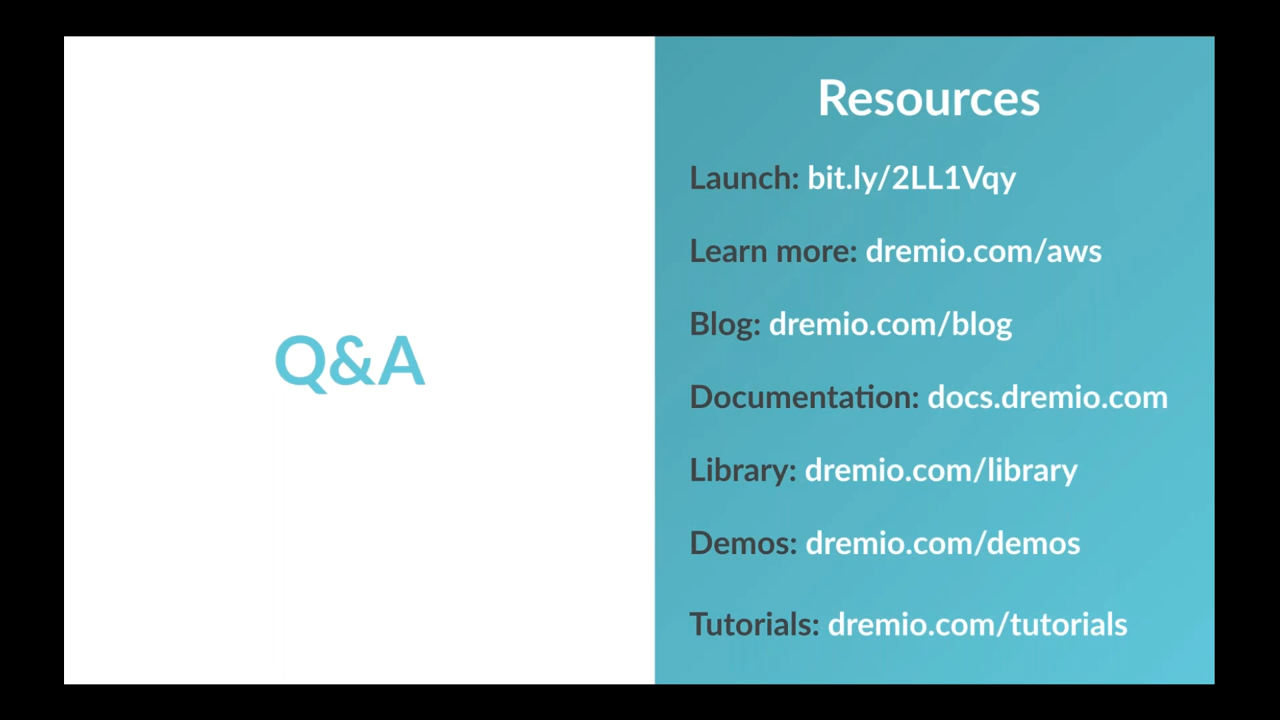 Q&A
Resources
Launch: bit.ly/2LL1Vqy
Learn more: dremio.com/aws
Blog: dremio.com/blog
Documentation: docs.dremio.com
Library: dremio.com/library
Demos: dremio.com/demos
Tutorials: dremio.com/tutorials